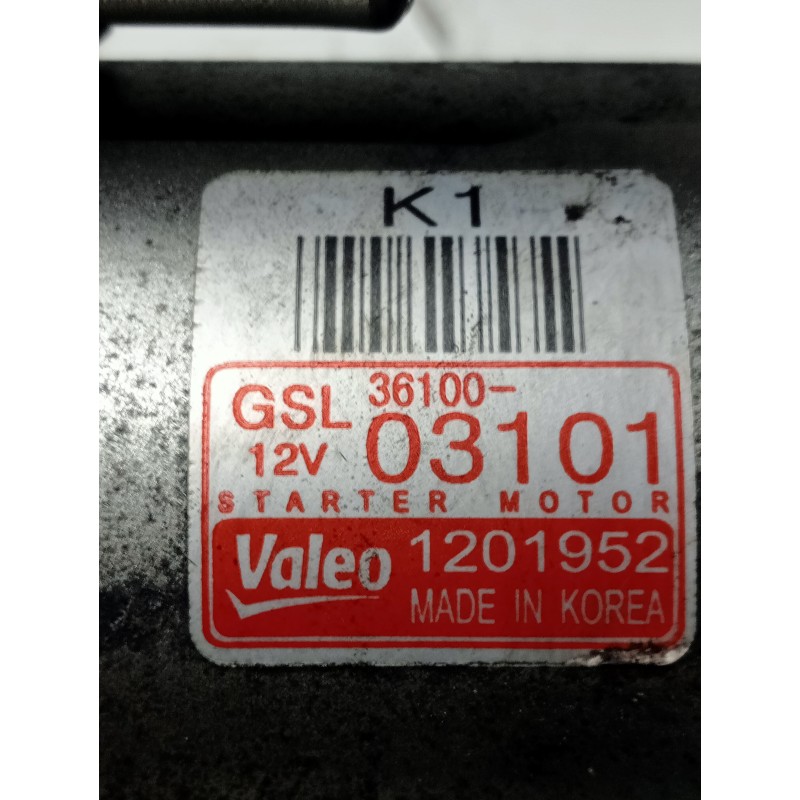 K1
GSL 36100-
12V 03101
STARTER MOTOR
Valeo 1201952
MADE IN KOREA